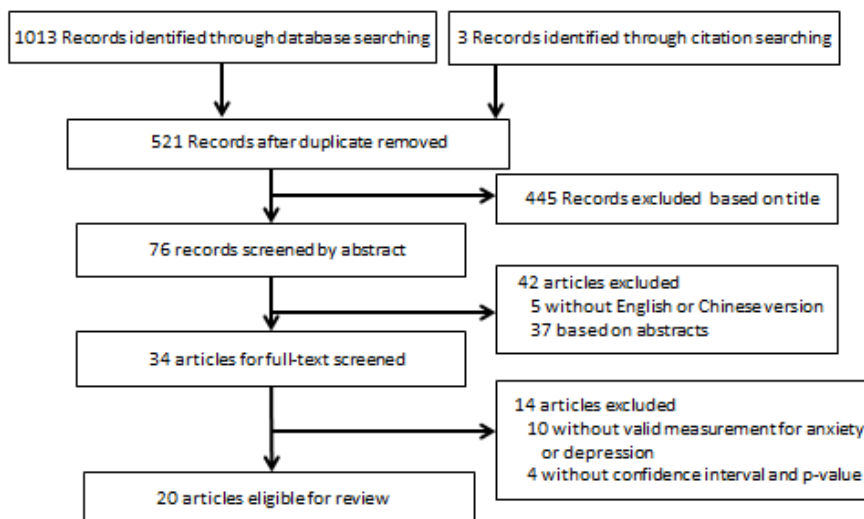 1013 Records identified through database searching
3 Records identified through citation searching
521 Records after duplicate removed
445 Records excluded based on title
76 records screened by abstract
42 articles excluded
5 without English or Chinese version
37 based on abstracts
34 articles for full-text screened
14 articles excluded
10 without valid measurement for anxiety
or depression
4 without confidence interval and p-value
20 articles eligible for review